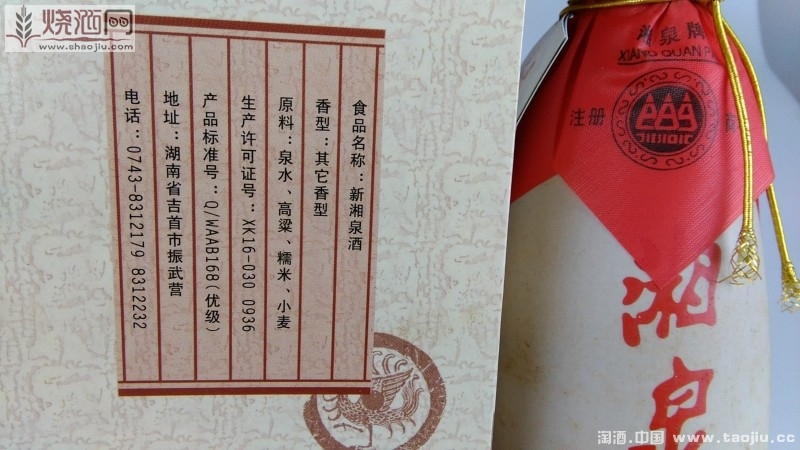 烧酒网
www.shaojiu.com
食品名称：新湘泉酒
香型：其它香型
原料：泉水、高粱、糯米、小麦
生产许可证号：XK16-030 0936
产品标准号：Q/WAAB168(优级)
地址：湖南省吉首市振武营
电话：0743-8312179 8312232
湘泉牌
XIANG QUAN P
注册
湘泉
淘酒.中国 www.taojiu.cc